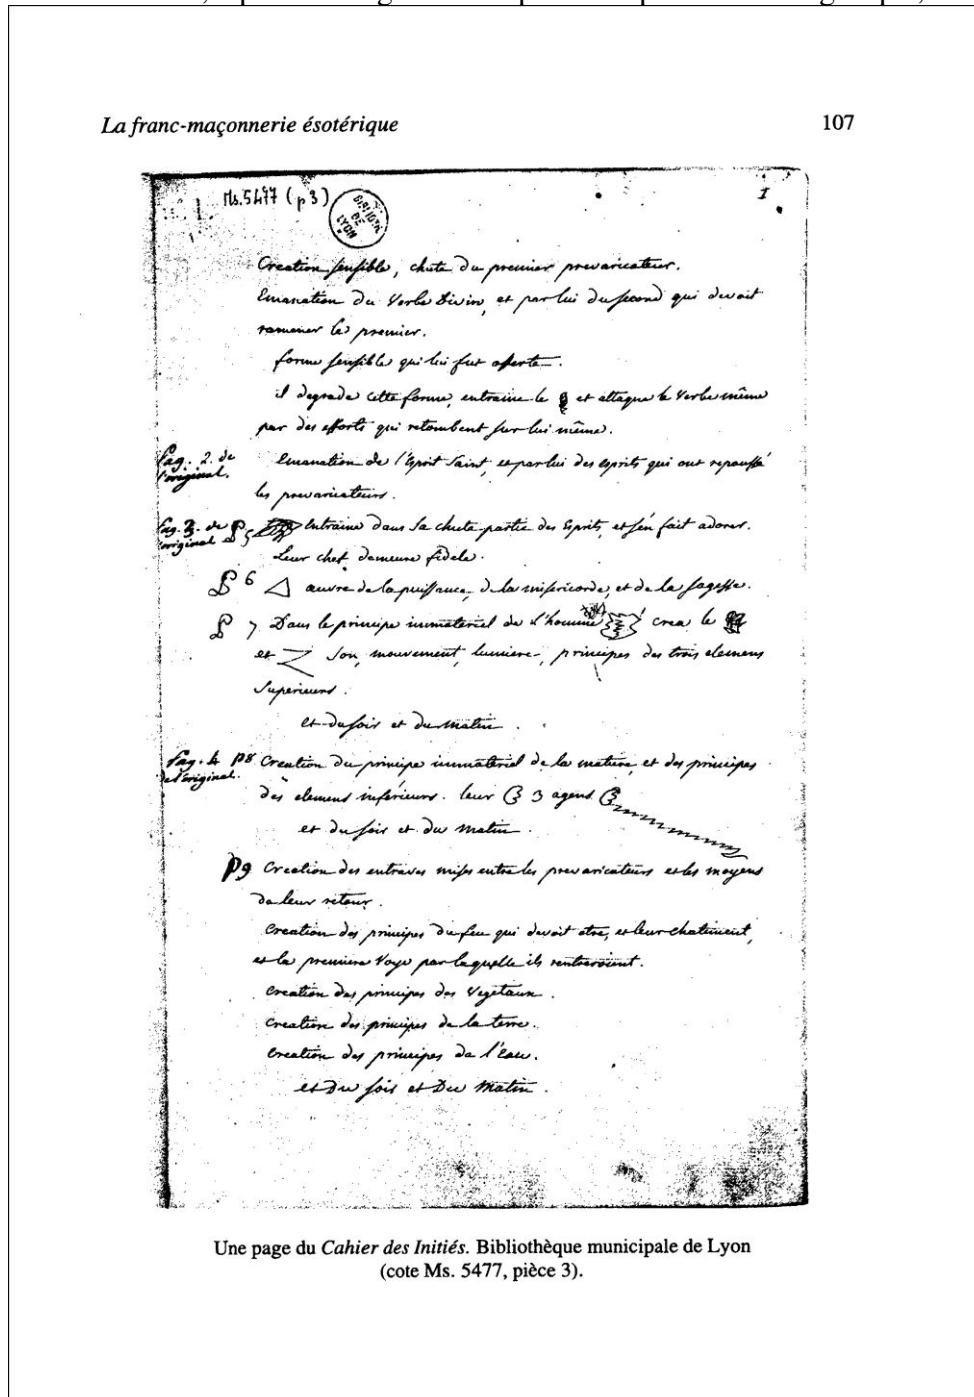 La franc-maçonnerie ésotérique 107
Ms. 5477 (p 3) BIBLIOTH DE LYON 1
Creation sensible, chute du premier prevaricateur.
Emanation du Verbe Divin, et par lui du second qui devoit
ramener le premier.
forme sensible qui lui fut offerte.
il degrade cette forme, entraine le et attaque le Verbe même
par des efforts qui retombent sur lui même.
Pag. 2. de l'original.
Emanation de l'Esprit Saint, et par lui des esprits qui ont repoussé
les prevaricateurs.
Pag. 3. de l'original
5 Entraine dans sa chute partie des Esprits, et s'en fait adorer.
Leur chef demeure fidele.
6 △ œuvre de la puissance, de la misericorde, et de la sagesse.
7 Dans le principe immateriel de l'homme crea le
et son, mouvement, lumiere, principes des trois elemens
Superieurs.
et du soir et du matin.
Pag. 4 de l'original.
p8 Creation du principe immateriel de la matiere, et des principes
des elemens inférieurs. leur 3 agens
et du soir et du matin.
p9 Creation des entraves mises entre les prevaricateurs et les moyens
de leur retour.
Creation des principes du feu qui devoit etre, et leur chatiment,
et la premiere Voye par laquelle ils rentreroient.
Creation des principes des Vegetaux.
Creation des principes de la terre.
Creation des principes de l'Eau.
et Du soir et Du Matin.
Une page du Cahier des Initiés. Bibliothèque municipale de Lyon
(cote Ms. 5477, pièce 3).